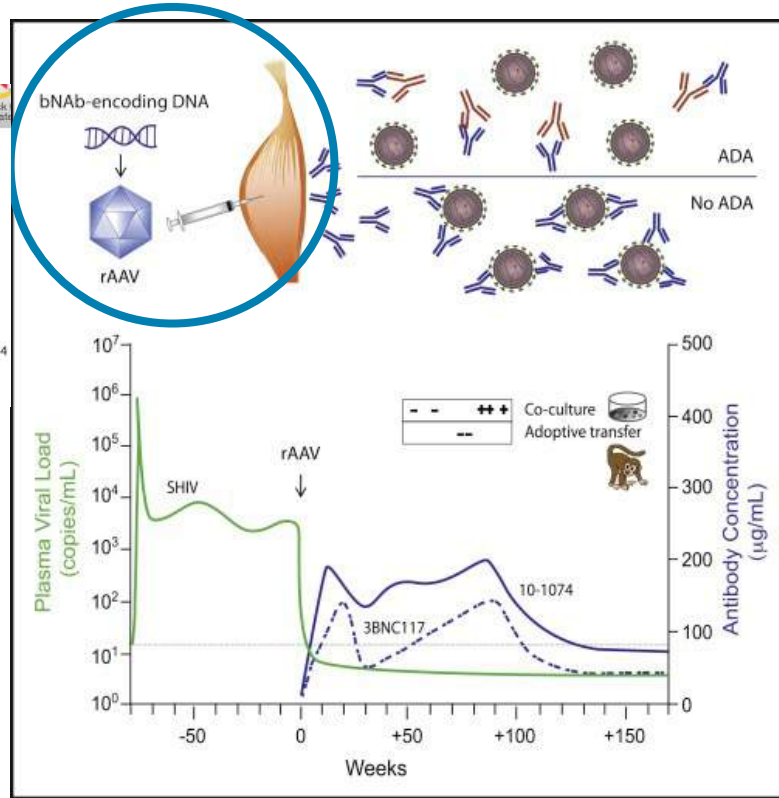 bNAb-encoding DNA
rAAV
ADA
No ADA
4
10⁷
10⁶
10⁵
10⁴
10³
10²
10¹
10⁰
Plasma Viral Load
(copies/mL)
SHIV
rAAV
- - ++ + Co-culture
-- Adoptive transfer
3BNC117
10-1074
500
400
300
200
100
0
Antibody Concentration
(µg/mL)
-50 0 +50 +100 +150
Weeks